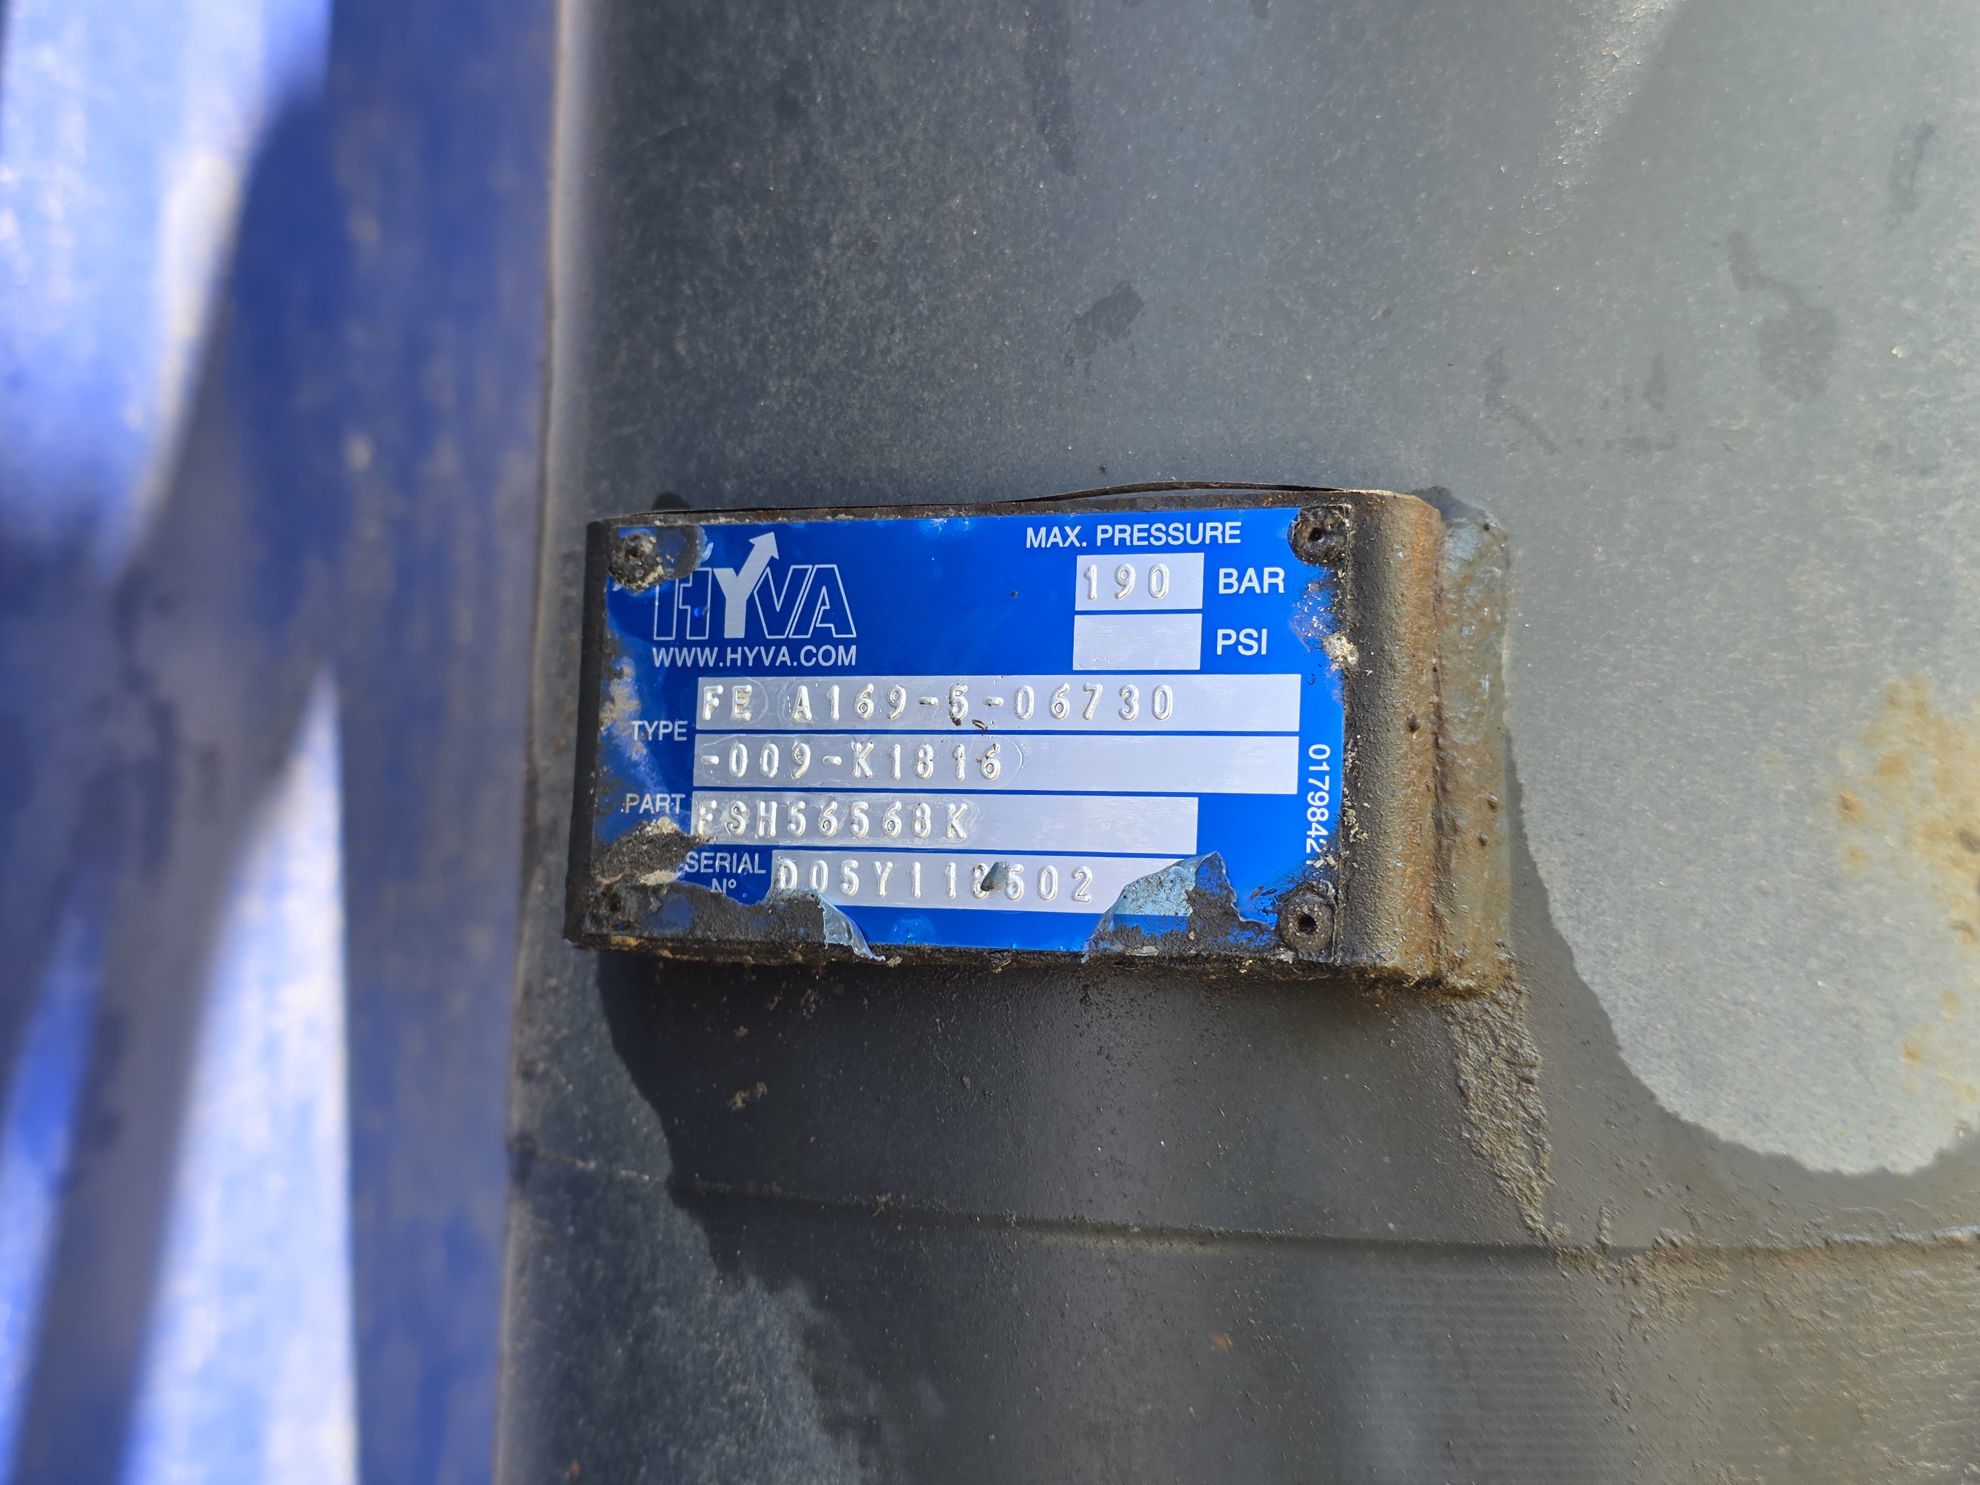 MAX. PRESSURE
HYVA
190 BAR
PSI
WWW.HYVA.COM
TYPE FE A169-5-06730
-009-K1816
PART FSH56568K
SERIAL N°